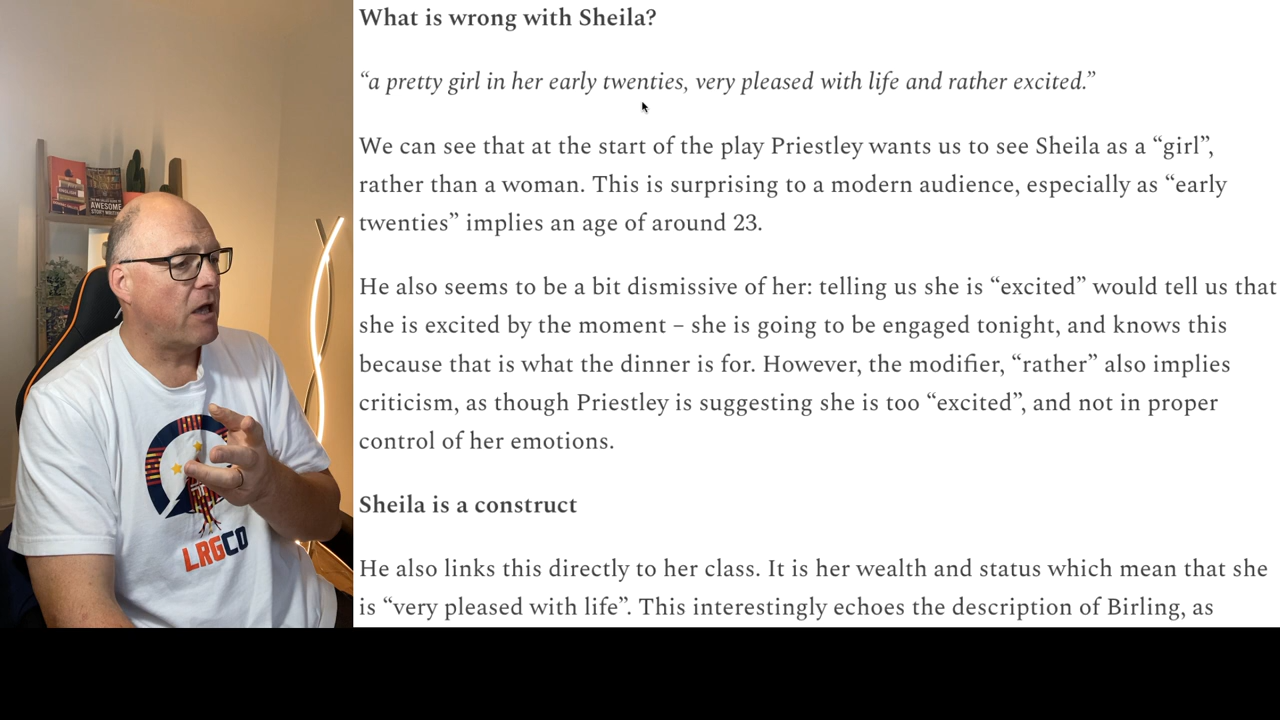 What is wrong with Sheila?
“a pretty girl in her early twenties, very pleased with life and rather excited.”
We can see that at the start of the play Priestley wants us to see Sheila as a “girl”,
rather than a woman. This is surprising to a modern audience, especially as “early
twenties” implies an age of around 23.
He also seems to be a bit dismissive of her: telling us she is “excited” would tell us that
she is excited by the moment – she is going to be engaged tonight, and knows this
because that is what the dinner is for. However, the modifier, “rather” also implies
criticism, as though Priestley is suggesting she is too “excited”, and not in proper
control of her emotions.
Sheila is a construct
He also links this directly to her class. It is her wealth and status which mean that she
is “very pleased with life”. This interestingly echoes the description of Birling, as
AWESOME
LRGCO